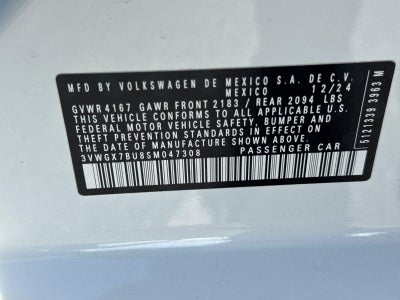 MFD BY VOLKSWAGEN DE MEXICO S.A. DE C.V.
MEXICO 12/24
GVWR 4167 GAWR FRONT 2183 / REAR 2094 LBS
THIS VEHICLE CONFORMS TO ALL APPLICABLE U.S.
FEDERAL MOTOR VEHICLE SAFETY, BUMPER AND
THEFT PREVENTION STANDARDS IN EFFECT ON THE
DATE OF MANUFACTURE SHOWN ABOVE
3VWGX7BU8SM047308
PASSENGER CAR
5121339 3963 M